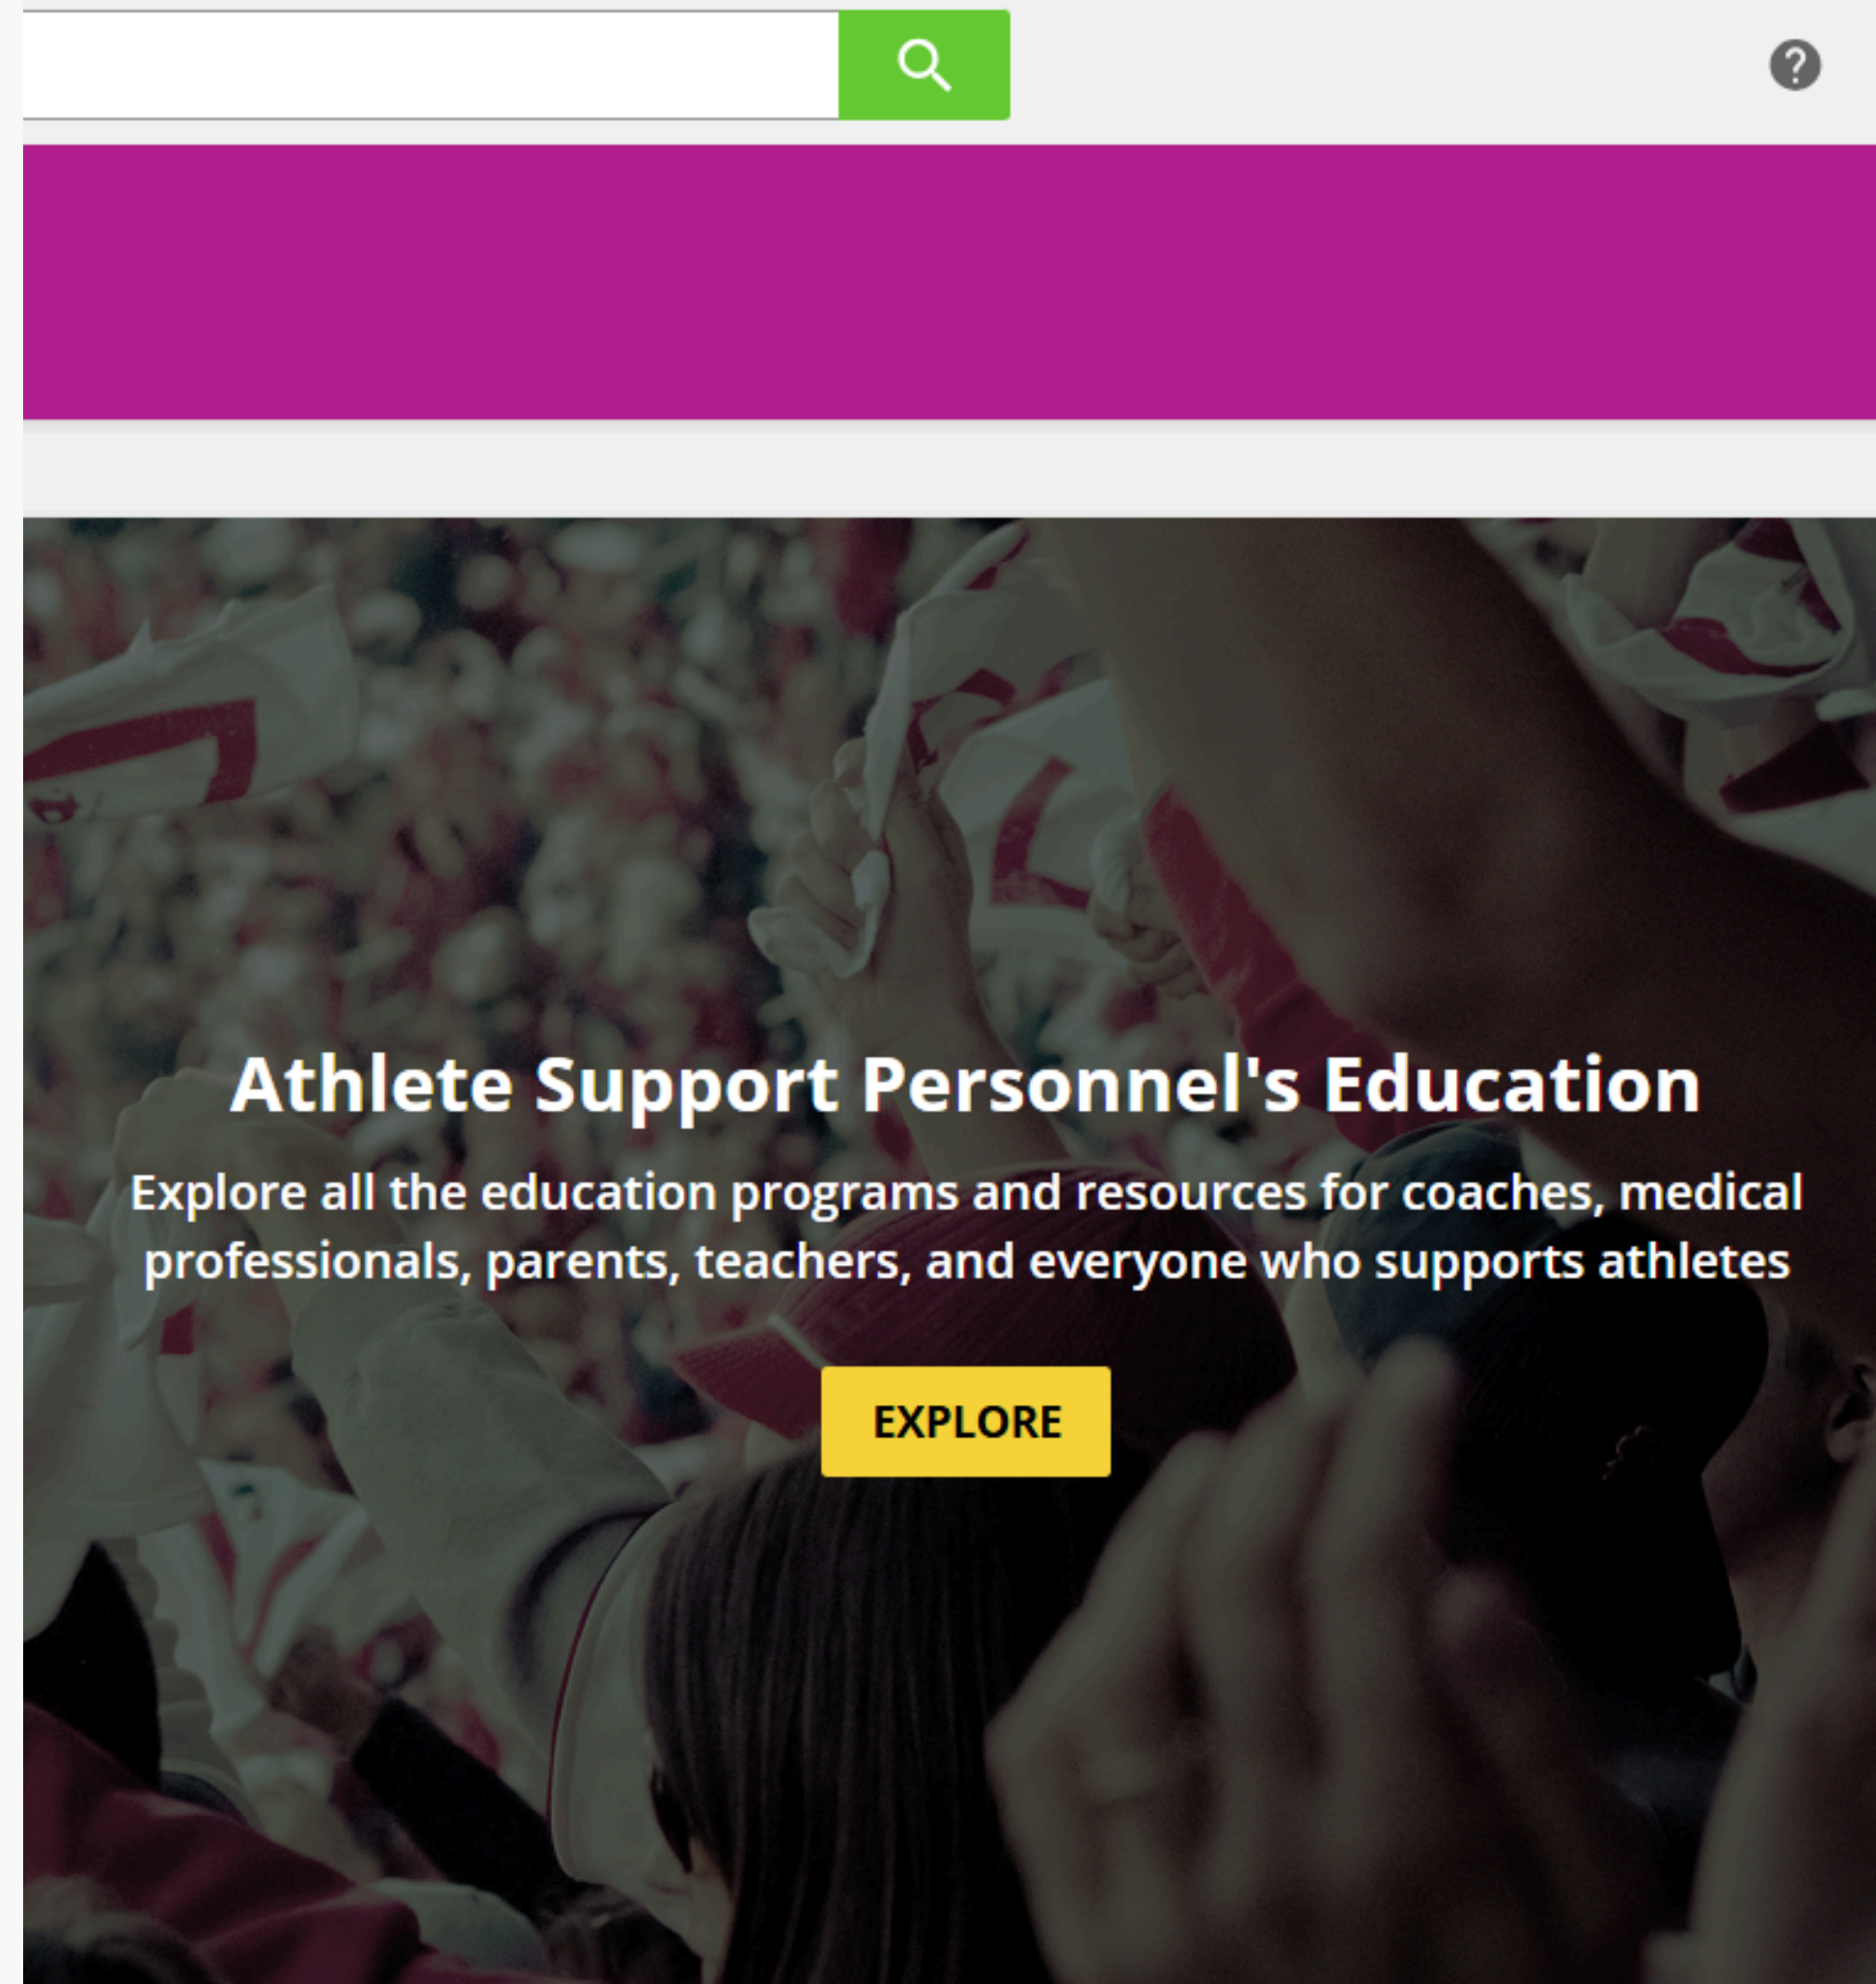 Athlete Support Personnel's Education
Explore all the education programs and resources for coaches, medical
professionals, parents, teachers, and everyone who supports athletes
EXPLORE